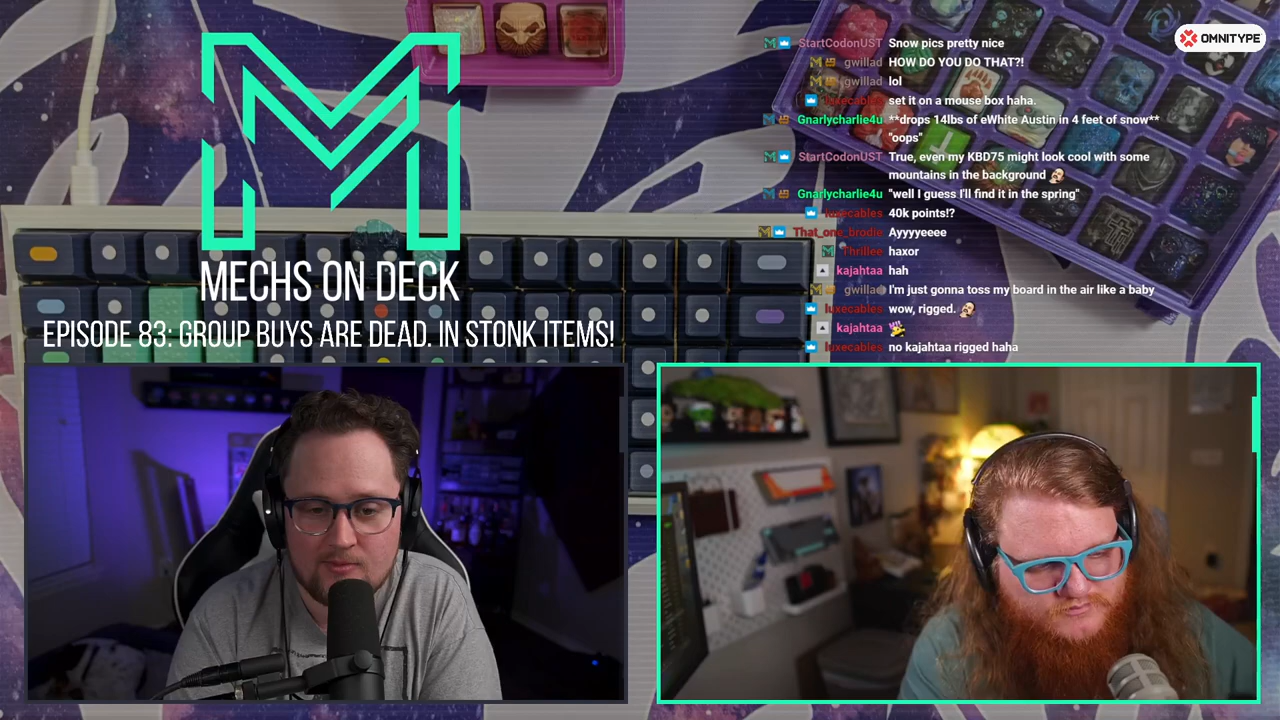 OMNITYPE
MECHS ON DECK
EPISODE 83: GROUP BUYS ARE DEAD. IN STONK ITEMS!
StartCodonUST Snow pics pretty nice
gwillad HOW DO YOU DO THAT?!
gwillad lol
luxecables set it on a mouse box haha.
Gnarlycharlie4u **drops 14lbs of eWhite Austin in 4 feet of snow**
"oops"
StartCodonUST True, even my KBD75 might look cool with some
mountains in the background
Gnarlycharlie4u "well I guess I'll find it in the spring"
luxecables 40k points!?
That_one_brodie Ayyyyeeee
Thrillee haxor
kajahtaa hah
gwillad I'm just gonna toss my board in the air like a baby
luxecables wow, rigged.
kajahtaa
luxecables no kajahtaa rigged haha